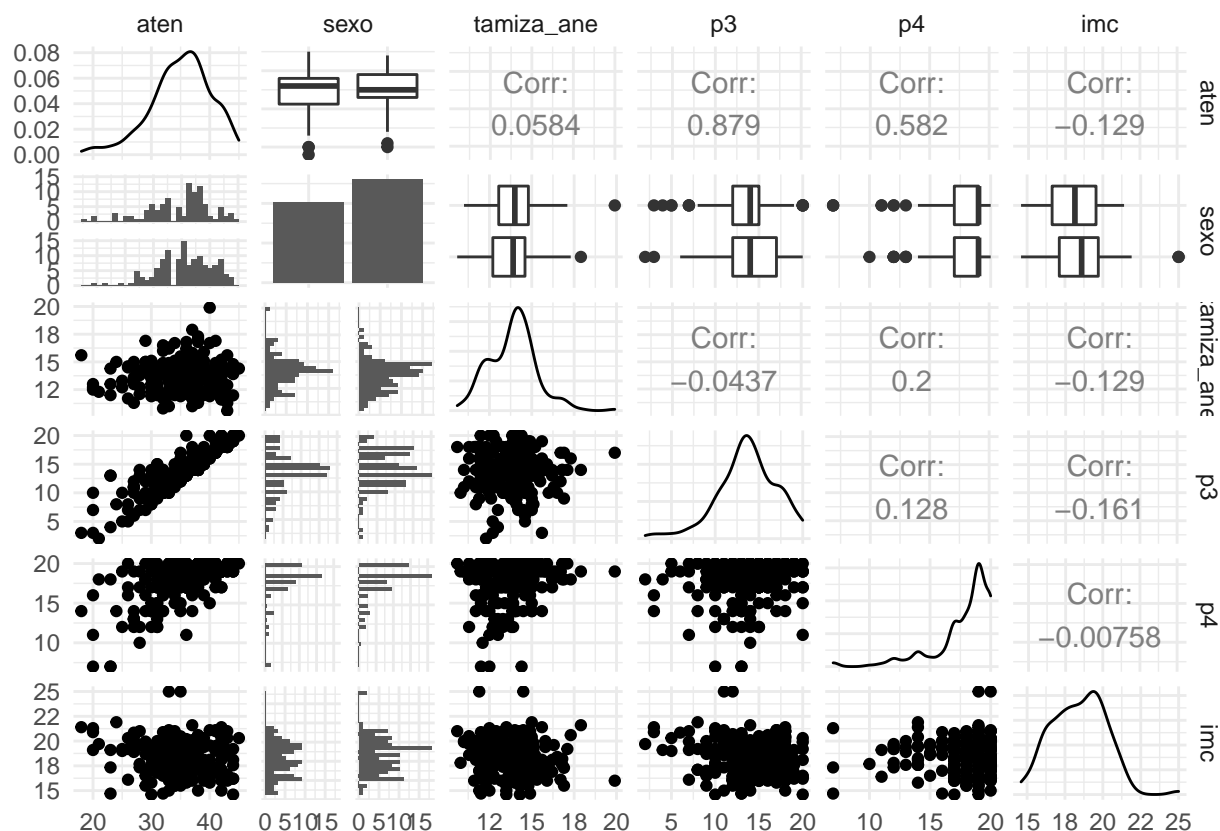 aten sexo tamiza_ane p3 p4 imc
0.08
0.06
0.04
0.02
0.00
Corr:
0.0584
Corr:
0.879
Corr:
0.582
Corr:
−0.129
aten
15
10
5
0
15
10
5
0
sexo
20
18
15
12
Corr:
−0.0437
Corr:
0.2
Corr:
−0.129
tamiza_ane
20
15
10
5
Corr:
0.128
Corr:
−0.161
p3
20
15
10
Corr:
−0.00758
p4
25
22
20
18
15
imc
20 30 40
0 5 10 15 0 5 10 15
12 15 18 20
5 10 15 20
10 15 20
15 18 20 22 25